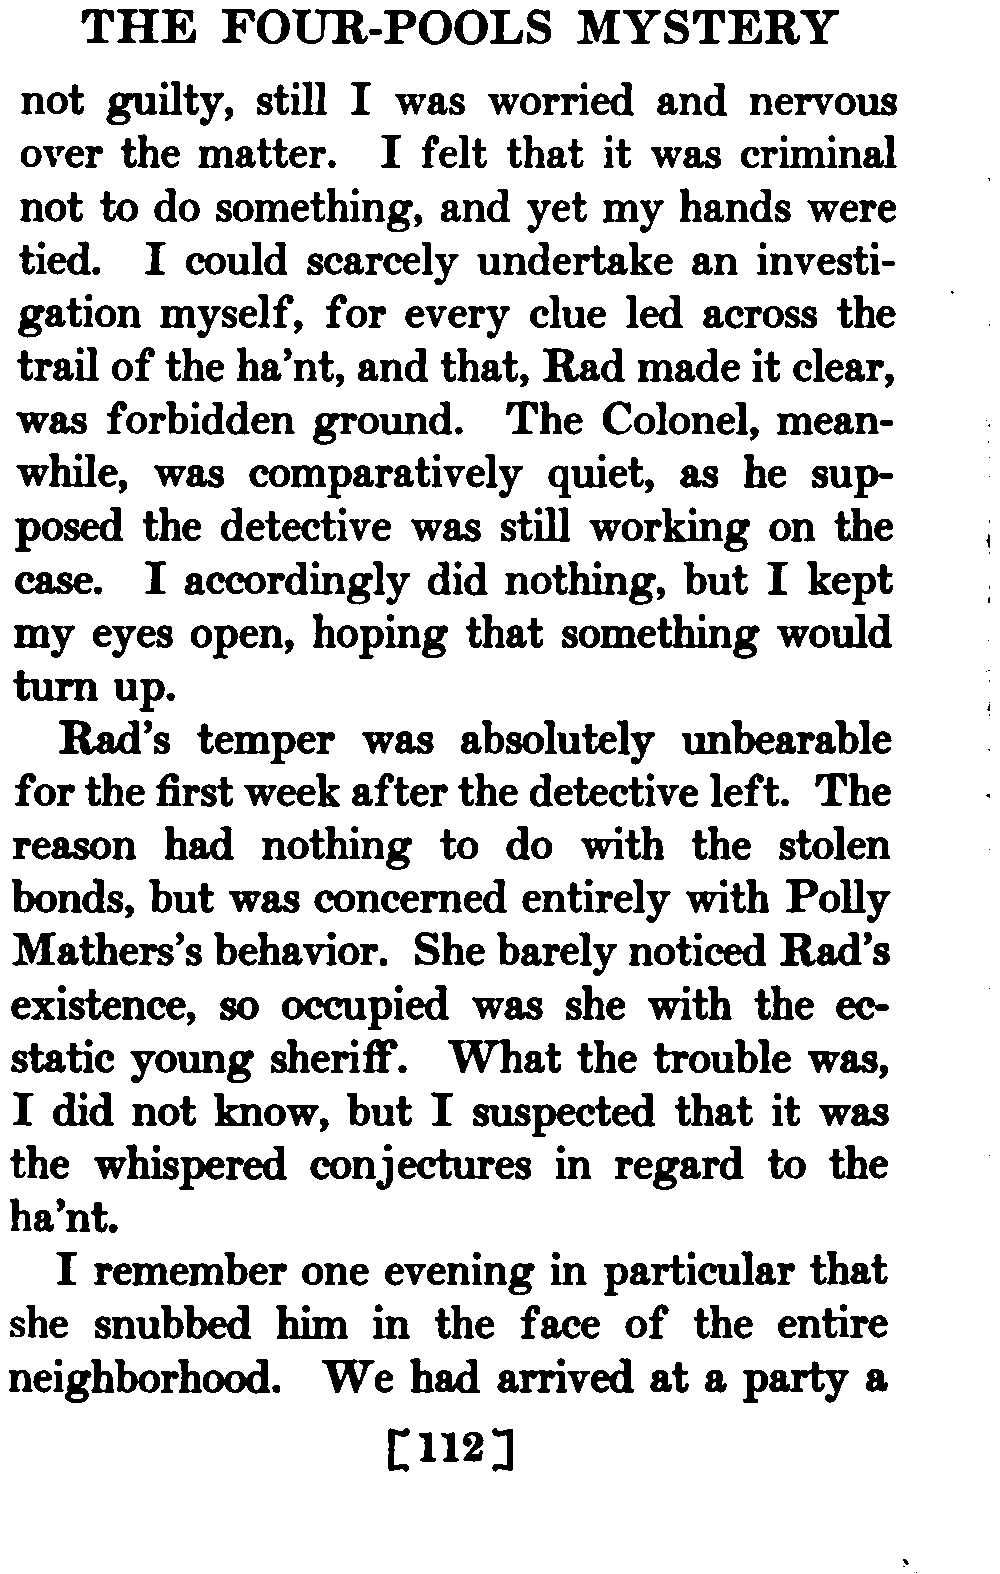 THE FOUR-POOLS MYSTERY
not guilty, still I was worried and nervous
over the matter. I felt that it was criminal
not to do something, and yet my hands were
tied. I could scarcely undertake an investi-
gation myself, for every clue led across the
trail of the ha'nt, and that, Rad made it clear,
was forbidden ground. The Colonel, mean-
while, was comparatively quiet, as he sup-
posed the detective was still working on the
case. I accordingly did nothing, but I kept
my eyes open, hoping that something would
turn up.
Rad's temper was absolutely unbearable
for the first week after the detective left. The
reason had nothing to do with the stolen
bonds, but was concerned entirely with Polly
Mathers's behavior. She barely noticed Rad's
existence, so occupied was she with the ec-
static young sheriff. What the trouble was,
I did not know, but I suspected that it was
the whispered conjectures in regard to the
ha'nt.
I remember one evening in particular that
she snubbed him in the face of the entire
neighborhood. We had arrived at a party a
[112]